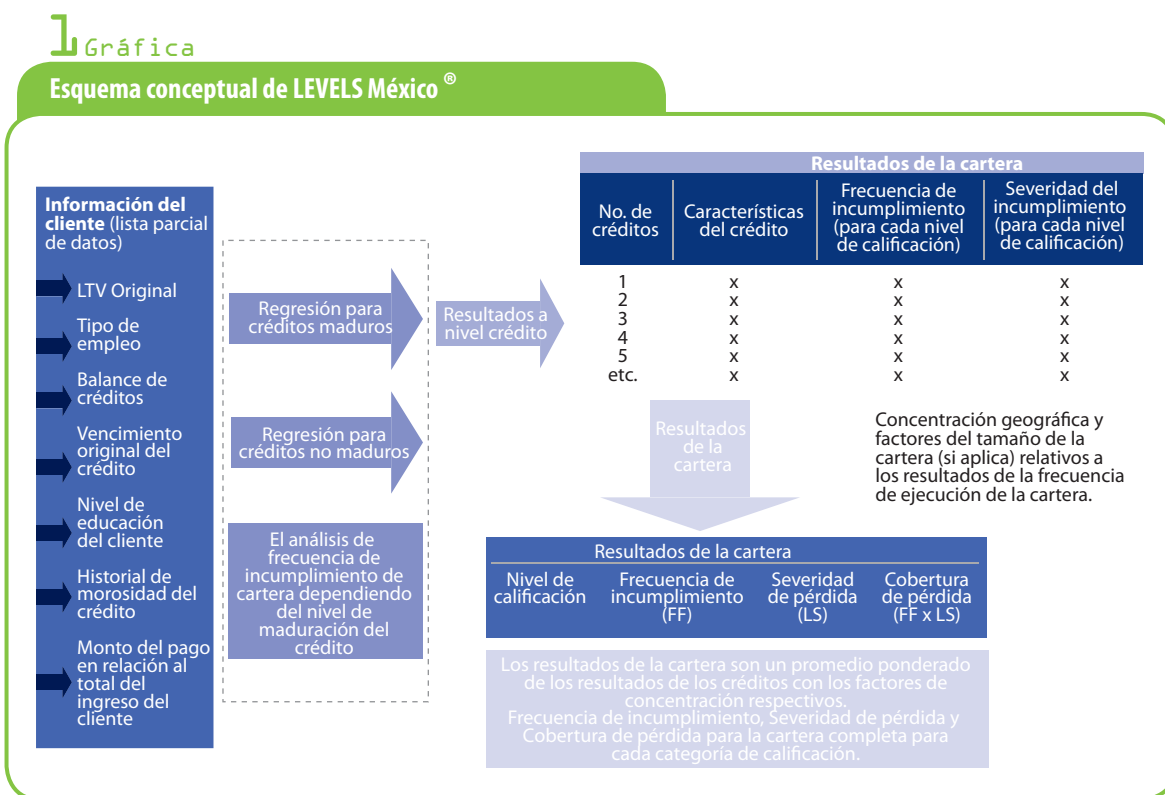 1 Gráfica
Esquema conceptual de LEVELS México ®
Información del
cliente (lista parcial
de datos)
LTV Original
Tipo de
empleo
Balance de
créditos
Vencimiento
original del
crédito
Nivel de
educación
del cliente
Historial de
morosidad del
crédito
Monto del pago
en relación al
total del
ingreso del
cliente
Regresión para
créditos maduros
Regresión para
créditos no maduros
El análisis de
frecuencia de
incumplimiento de
cartera dependiendo
del nivel de
maduración del
crédito
Resultados a
nivel crédito
Resultados de la cartera
No. de
créditos
Características
del crédito
Frecuencia de
incumplimiento
(para cada nivel
de calificación)
Severidad del
incumplimiento
(para cada nivel
de calificación)
1 x x x
2 x x x
3 x x x
4 x x x
5 x x x
etc. x x x
Resultados
de la
cartera
Concentración geográfica y
factores del tamaño de la
cartera (si aplica) relativos a
los resultados de la frecuencia
de ejecución de la cartera.
Resultados de la cartera
Nivel de
calificación
Frecuencia de
incumplimiento
(FF)
Severidad
de pérdida
(LS)
Cobertura
de pérdida
(FF x LS)
Los resultados de la cartera son un promedio ponderado
de los resultados de los créditos con los factores de
concentración respectivos.
Frecuencia de incumplimiento, Severidad de pérdida y
Cobertura de pérdida para la cartera completa para
cada categoría de calificación.